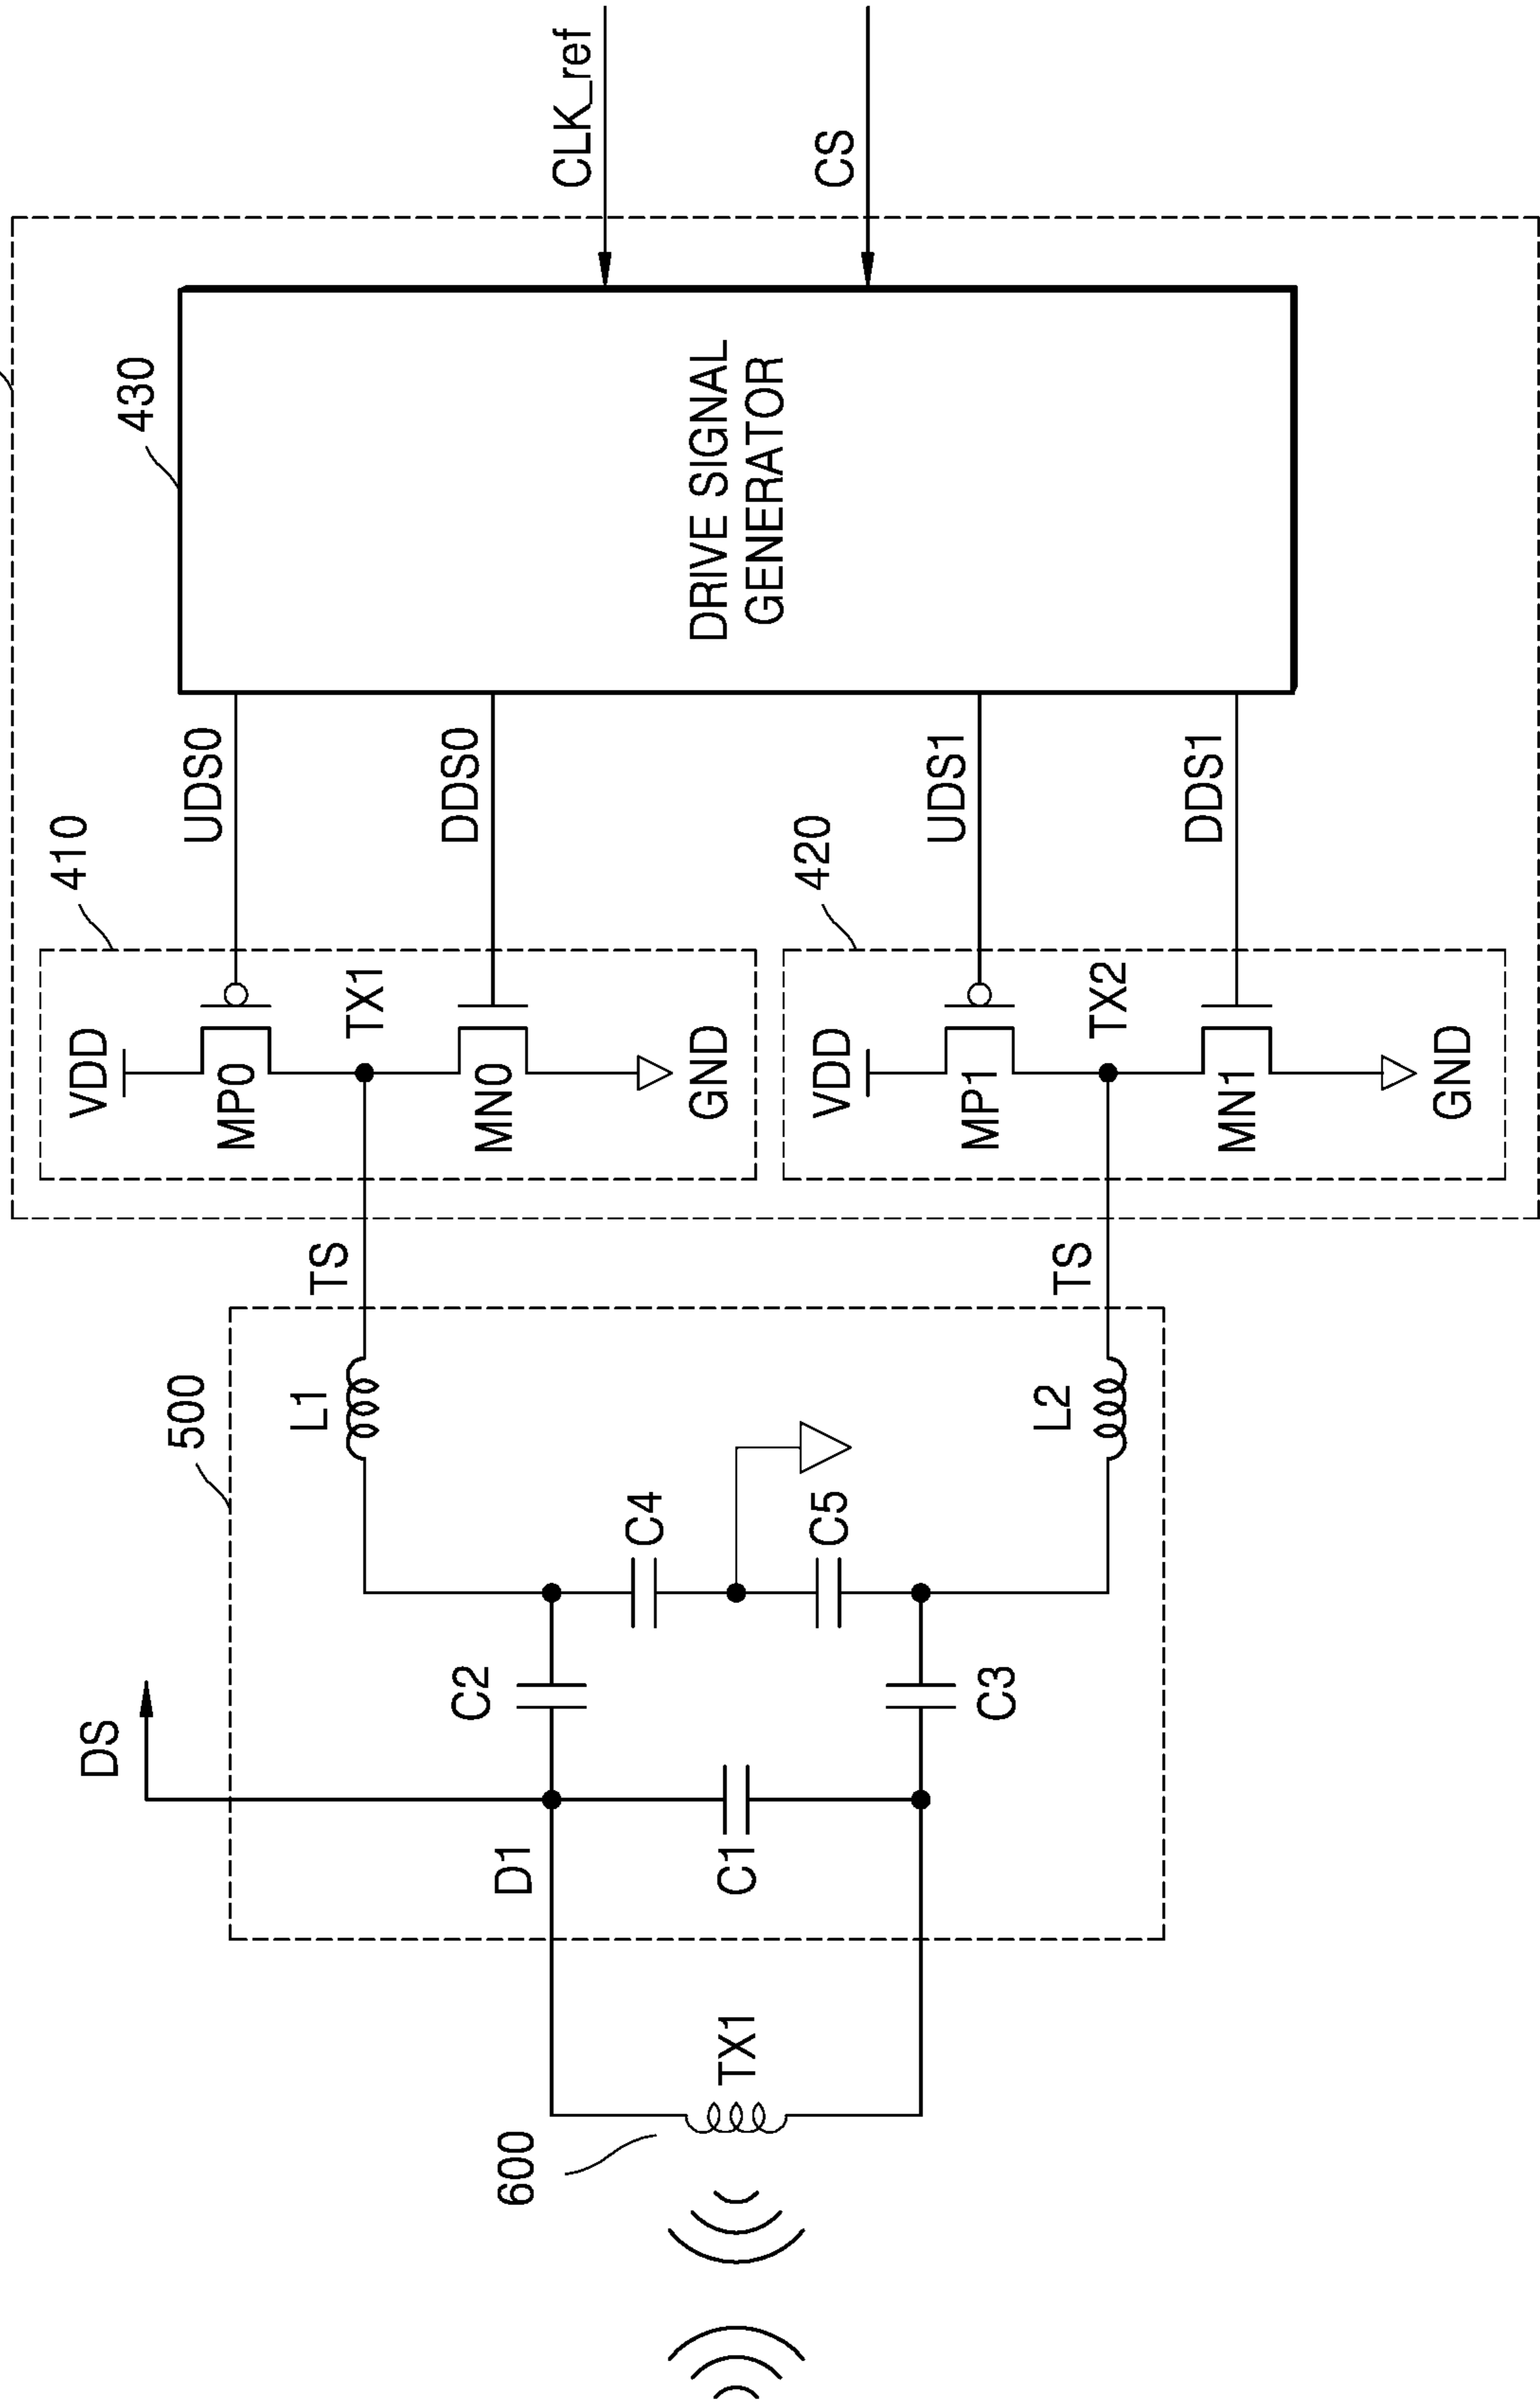 CLK_ref
CS
430
DRIVE SIGNAL
GENERATOR
UDS0
DDS0
UDS1
DDS1
410
420
VDD
MP0
TX1
MN0
GND
VDD
MP1
TX2
MN1
GND
TS
TS
500
L1
L2
C4
C5
DS
C2
C3
D1
C1
TX1
600